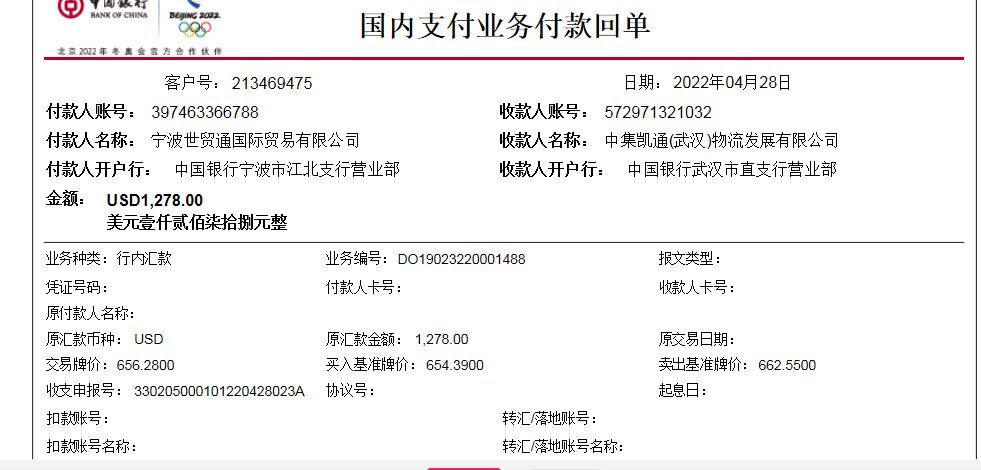 中国银行
BANK OF CHINA
BEIJING 2022
北京2022年冬奥会官方合作伙伴
国内支付业务付款回单
客户号： 213469475 日期： 2022年04月28日
付款人账号： 397463366788 收款人账号： 572971321032
付款人名称： 宁波世贸通国际贸易有限公司 收款人名称： 中集凯通(武汉)物流发展有限公司
付款人开户行： 中国银行宁波市江北支行营业部 收款人开户行： 中国银行武汉市直支行营业部
金额： USD1,278.00
美元壹仟贰佰柒拾捌元整
业务种类：行内汇款 业务编号：DO19023220001488 报文类型：
凭证号码： 付款人卡号： 收款人卡号：
原付款人名称：
原汇款币种： USD 原汇款金额： 1,278.00 原交易日期：
交易牌价：656.2800 买入基准牌价：654.3900 卖出基准牌价：662.5500
收支申报号： 330205000101220428023A 协议号： 起息日：
扣款账号： 转汇/落地账号：
扣款账号名称： 转汇/落地账号名称：